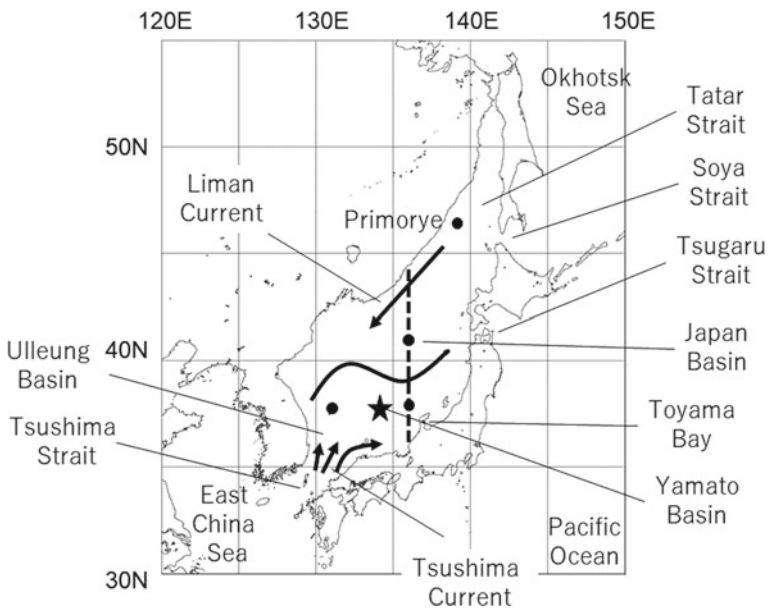 120E
130E
140E
150E
Okhotsk
Sea
Tatar
Strait
50N
Soya
Strait
Liman
Current
Primorye
Tsugaru
Strait
Japan
Basin
Ulleung
Basin
40N
Toyama
Bay
Tsushima
Strait
Yamato
Basin
East
China
Sea
Pacific
Ocean
30N
Tsushima
Current